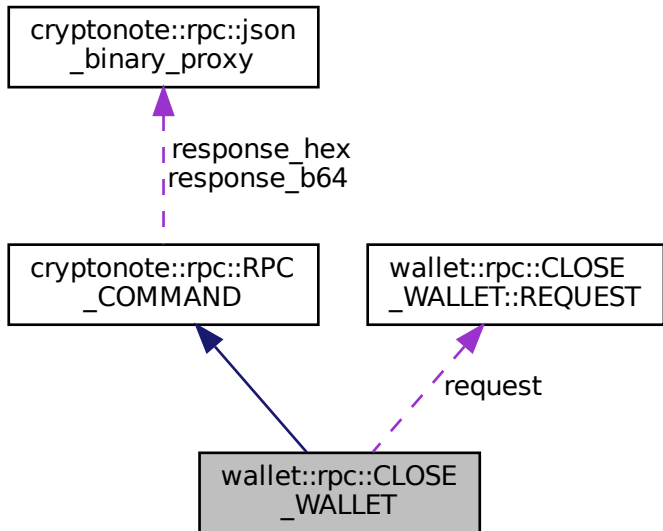 cryptonote::rpc::json
_binary_proxy
response_hex
response_b64
cryptonote::rpc::RPC
_COMMAND
wallet::rpc::CLOSE
_WALLET::REQUEST
request
wallet::rpc::CLOSE
_WALLET